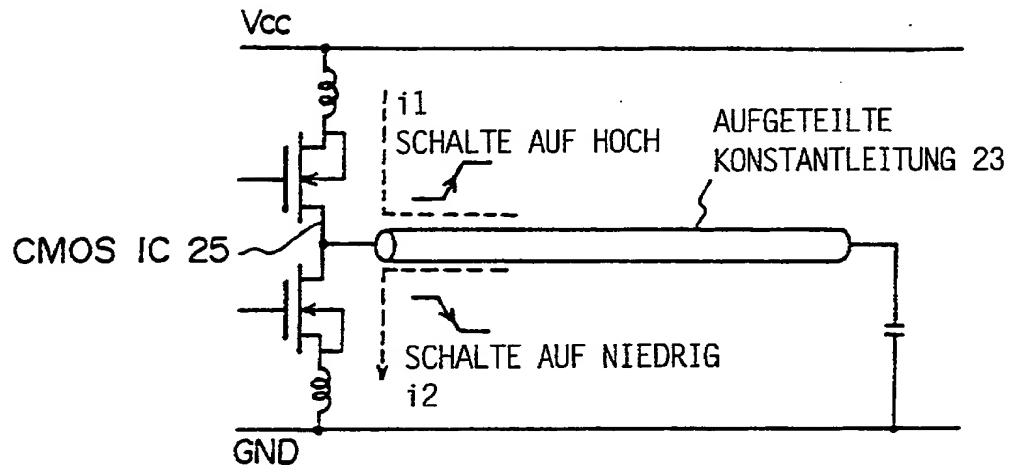 Vcc
i1
SCHALTE AUF HOCH
AUFGETEILTE
KONSTANTLEITUNG 23
CMOS IC 25
SCHALTE AUF NIEDRIG
i2
GND